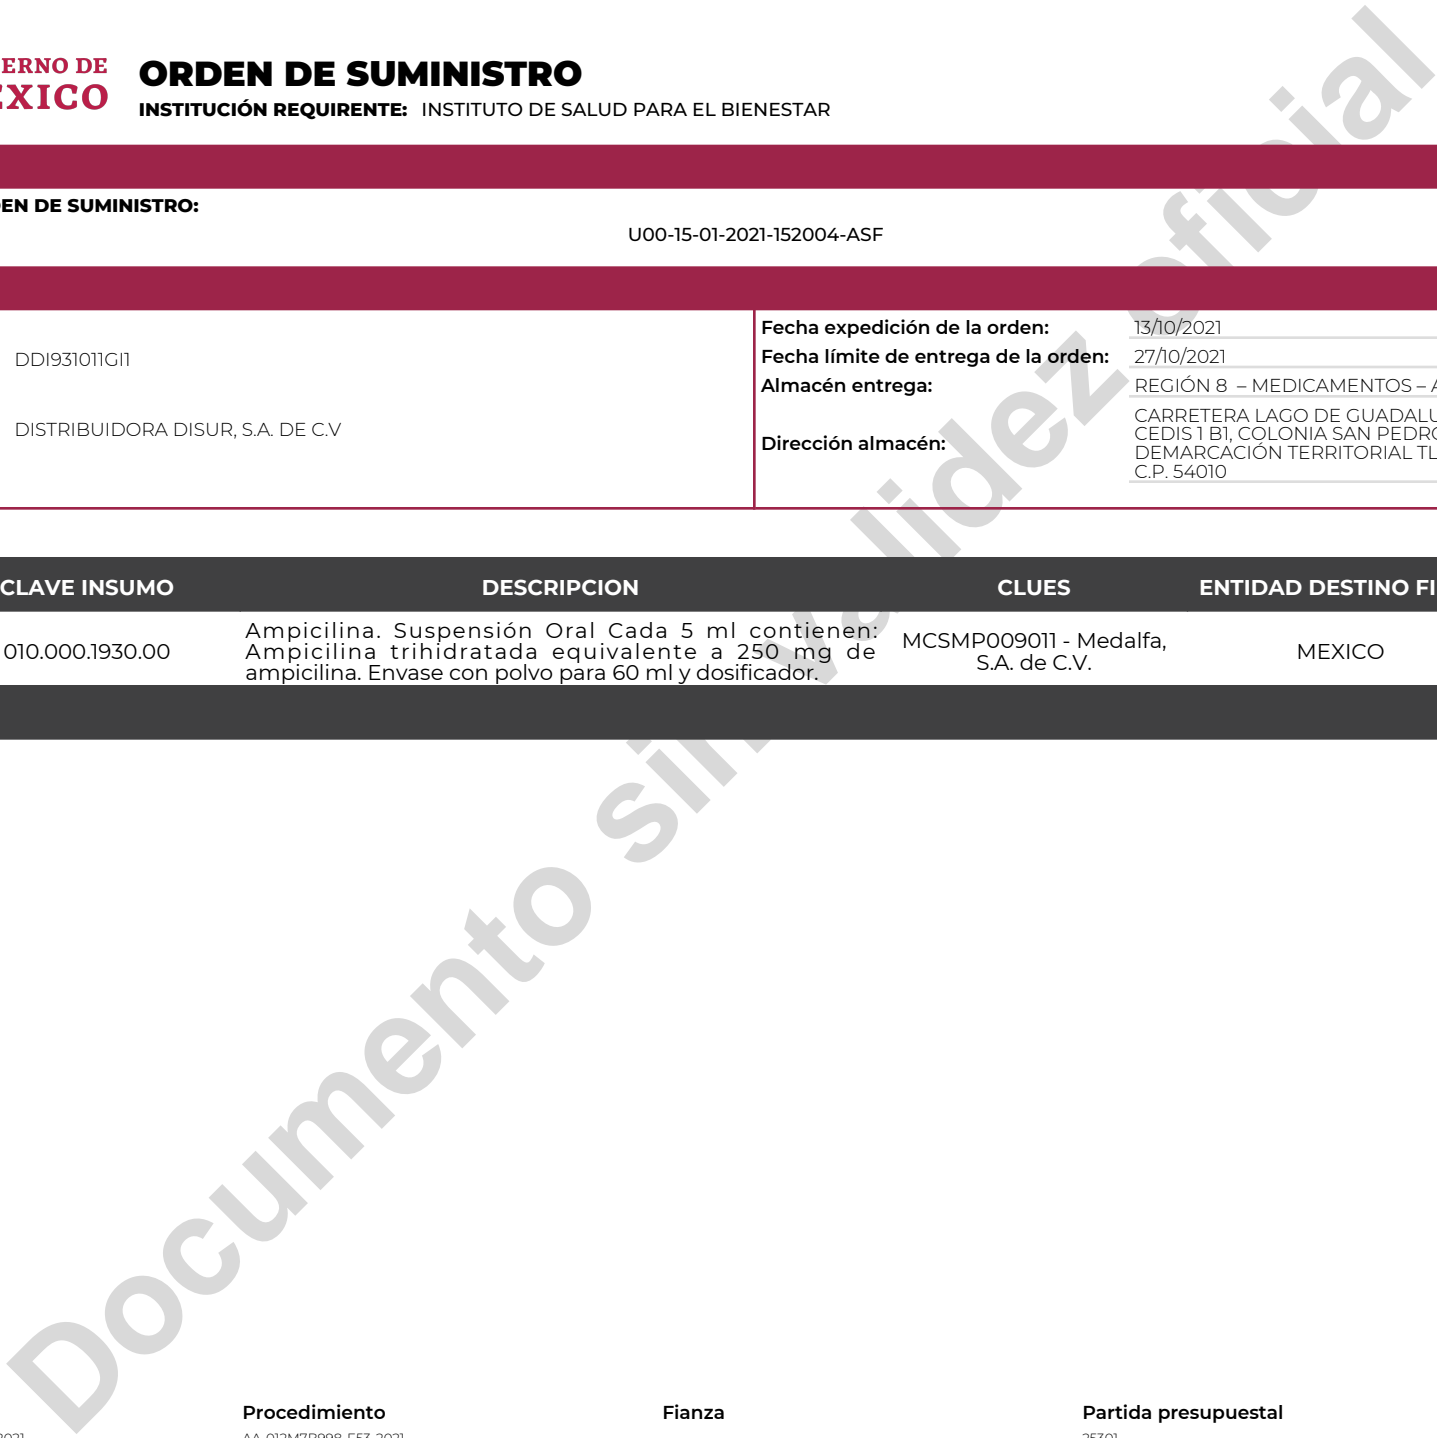 ERNO DE
EXICO
ORDEN DE SUMINISTRO
INSTITUCIÓN REQUIRENTE: INSTITUTO DE SALUD PARA EL BIENESTAR
EN DE SUMINISTRO:
U00-15-01-2021-152004-ASF
DDI931011GI1
DISTRIBUIDORA DISUR, S.A. DE C.V
Fecha expedición de la orden: 13/10/2021
Fecha límite de entrega de la orden: 27/10/2021
Almacén entrega: REGIÓN 8 – MEDICAMENTOS – A
Dirección almacén:
CARRETERA LAGO DE GUADALU
CEDIS 1 B1, COLONIA SAN PEDRO
DEMARCACIÓN TERRITORIAL TL
C.P. 54010
CLAVE INSUMO DESCRIPCION CLUES ENTIDAD DESTINO FI
010.000.1930.00
Ampicilina. Suspensión Oral Cada 5 ml contienen:
Ampicilina trihidratada equivalente a 250 mg de
ampicilina. Envase con polvo para 60 ml y dosificador.
MCSMP009011 - Medalfa,
S.A. de C.V.
MEXICO
Documento sin validez oficial
Procedimiento Fianza Partida presupuestal